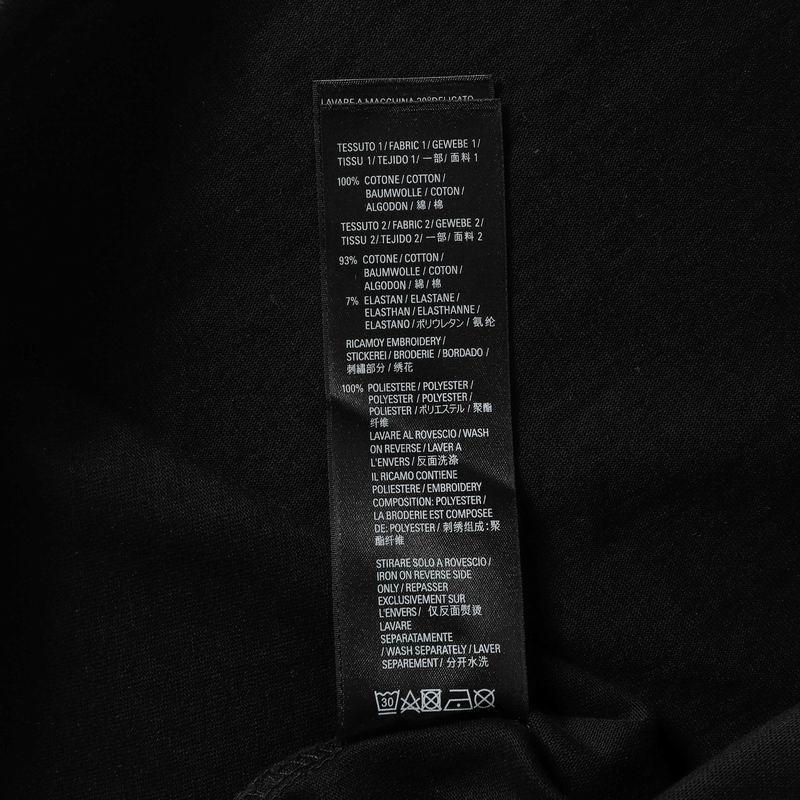 LAVARE A MACCHINA 30°DELICATO
TESSUTO 1/ FABRIC 1/ GEWEBE 1/
TISSU 1/ TEJIDO 1/ 一部/ 面料 1
100% COTONE / COTTON /
BAUMWOLLE / COTON /
ALGODON / 綿 / 棉
TESSUTO 2/ FABRIC 2/ GEWEBE 2/
TISSU 2/ TEJIDO 2/ 一部/ 面料 2
93% COTONE / COTTON /
BAUMWOLLE / COTON /
ALGODON / 綿 / 棉
7% ELASTAN / ELASTANE /
ELASTHAN / ELASTHANNE /
ELASTANO / ポリウレタン / 氨纶
RICAMOY EMBROIDERY /
STICKEREI / BRODERIE / BORDADO /
刺繍部分 / 绣花
100% POLIESTERE / POLYESTER /
POLYESTER / POLYESTER /
POLIESTER / ポリエステル / 聚酯
纤维
LAVARE AL ROVESCIO / WASH
ON REVERSE / LAVER A
L'ENVERS / 反面洗涤
IL RICAMO CONTIENE
POLIESTERE / EMBROIDERY
COMPOSITION: POLYESTER /
LA BRODERIE EST COMPOSEE
DE: POLYESTER / 刺绣组成: 聚
酯纤维
STIRARE SOLO A ROVESCIO /
IRON ON REVERSE SIDE
ONLY / REPASSER
EXCLUSIVEMENT SUR
L'ENVERS / 仅反面熨烫
LAVARE
SEPARATAMENTE
/ WASH SEPARATELY / LAVER
SEPAREMENT / 分开水洗
30